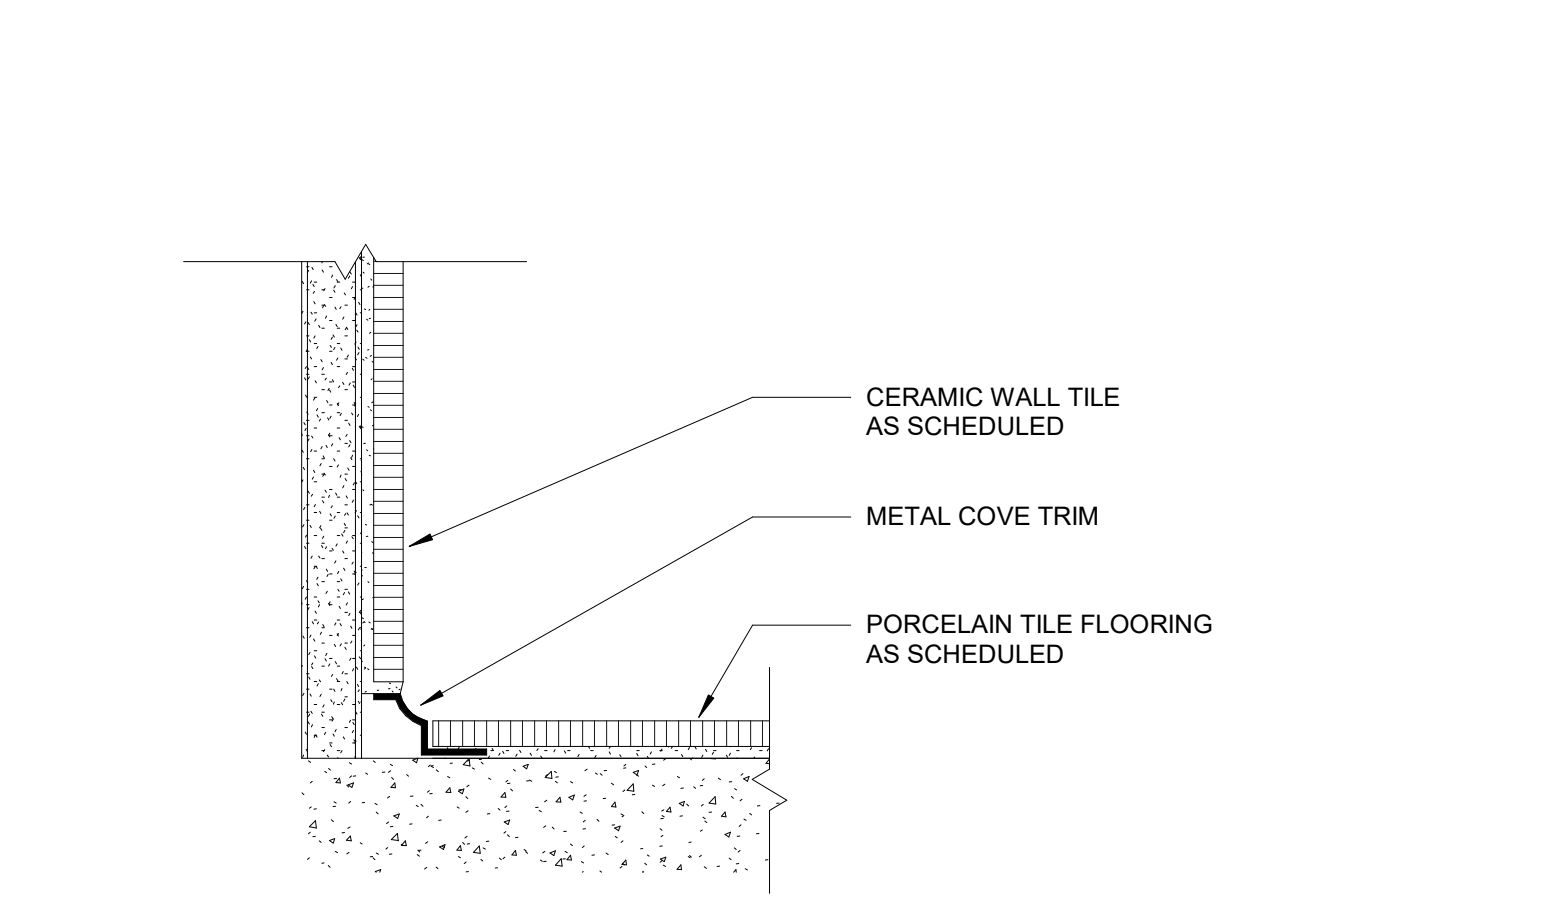 CERAMIC WALL TILE
AS SCHEDULED
METAL COVE TRIM
PORCELAIN TILE FLOORING
AS SCHEDULED